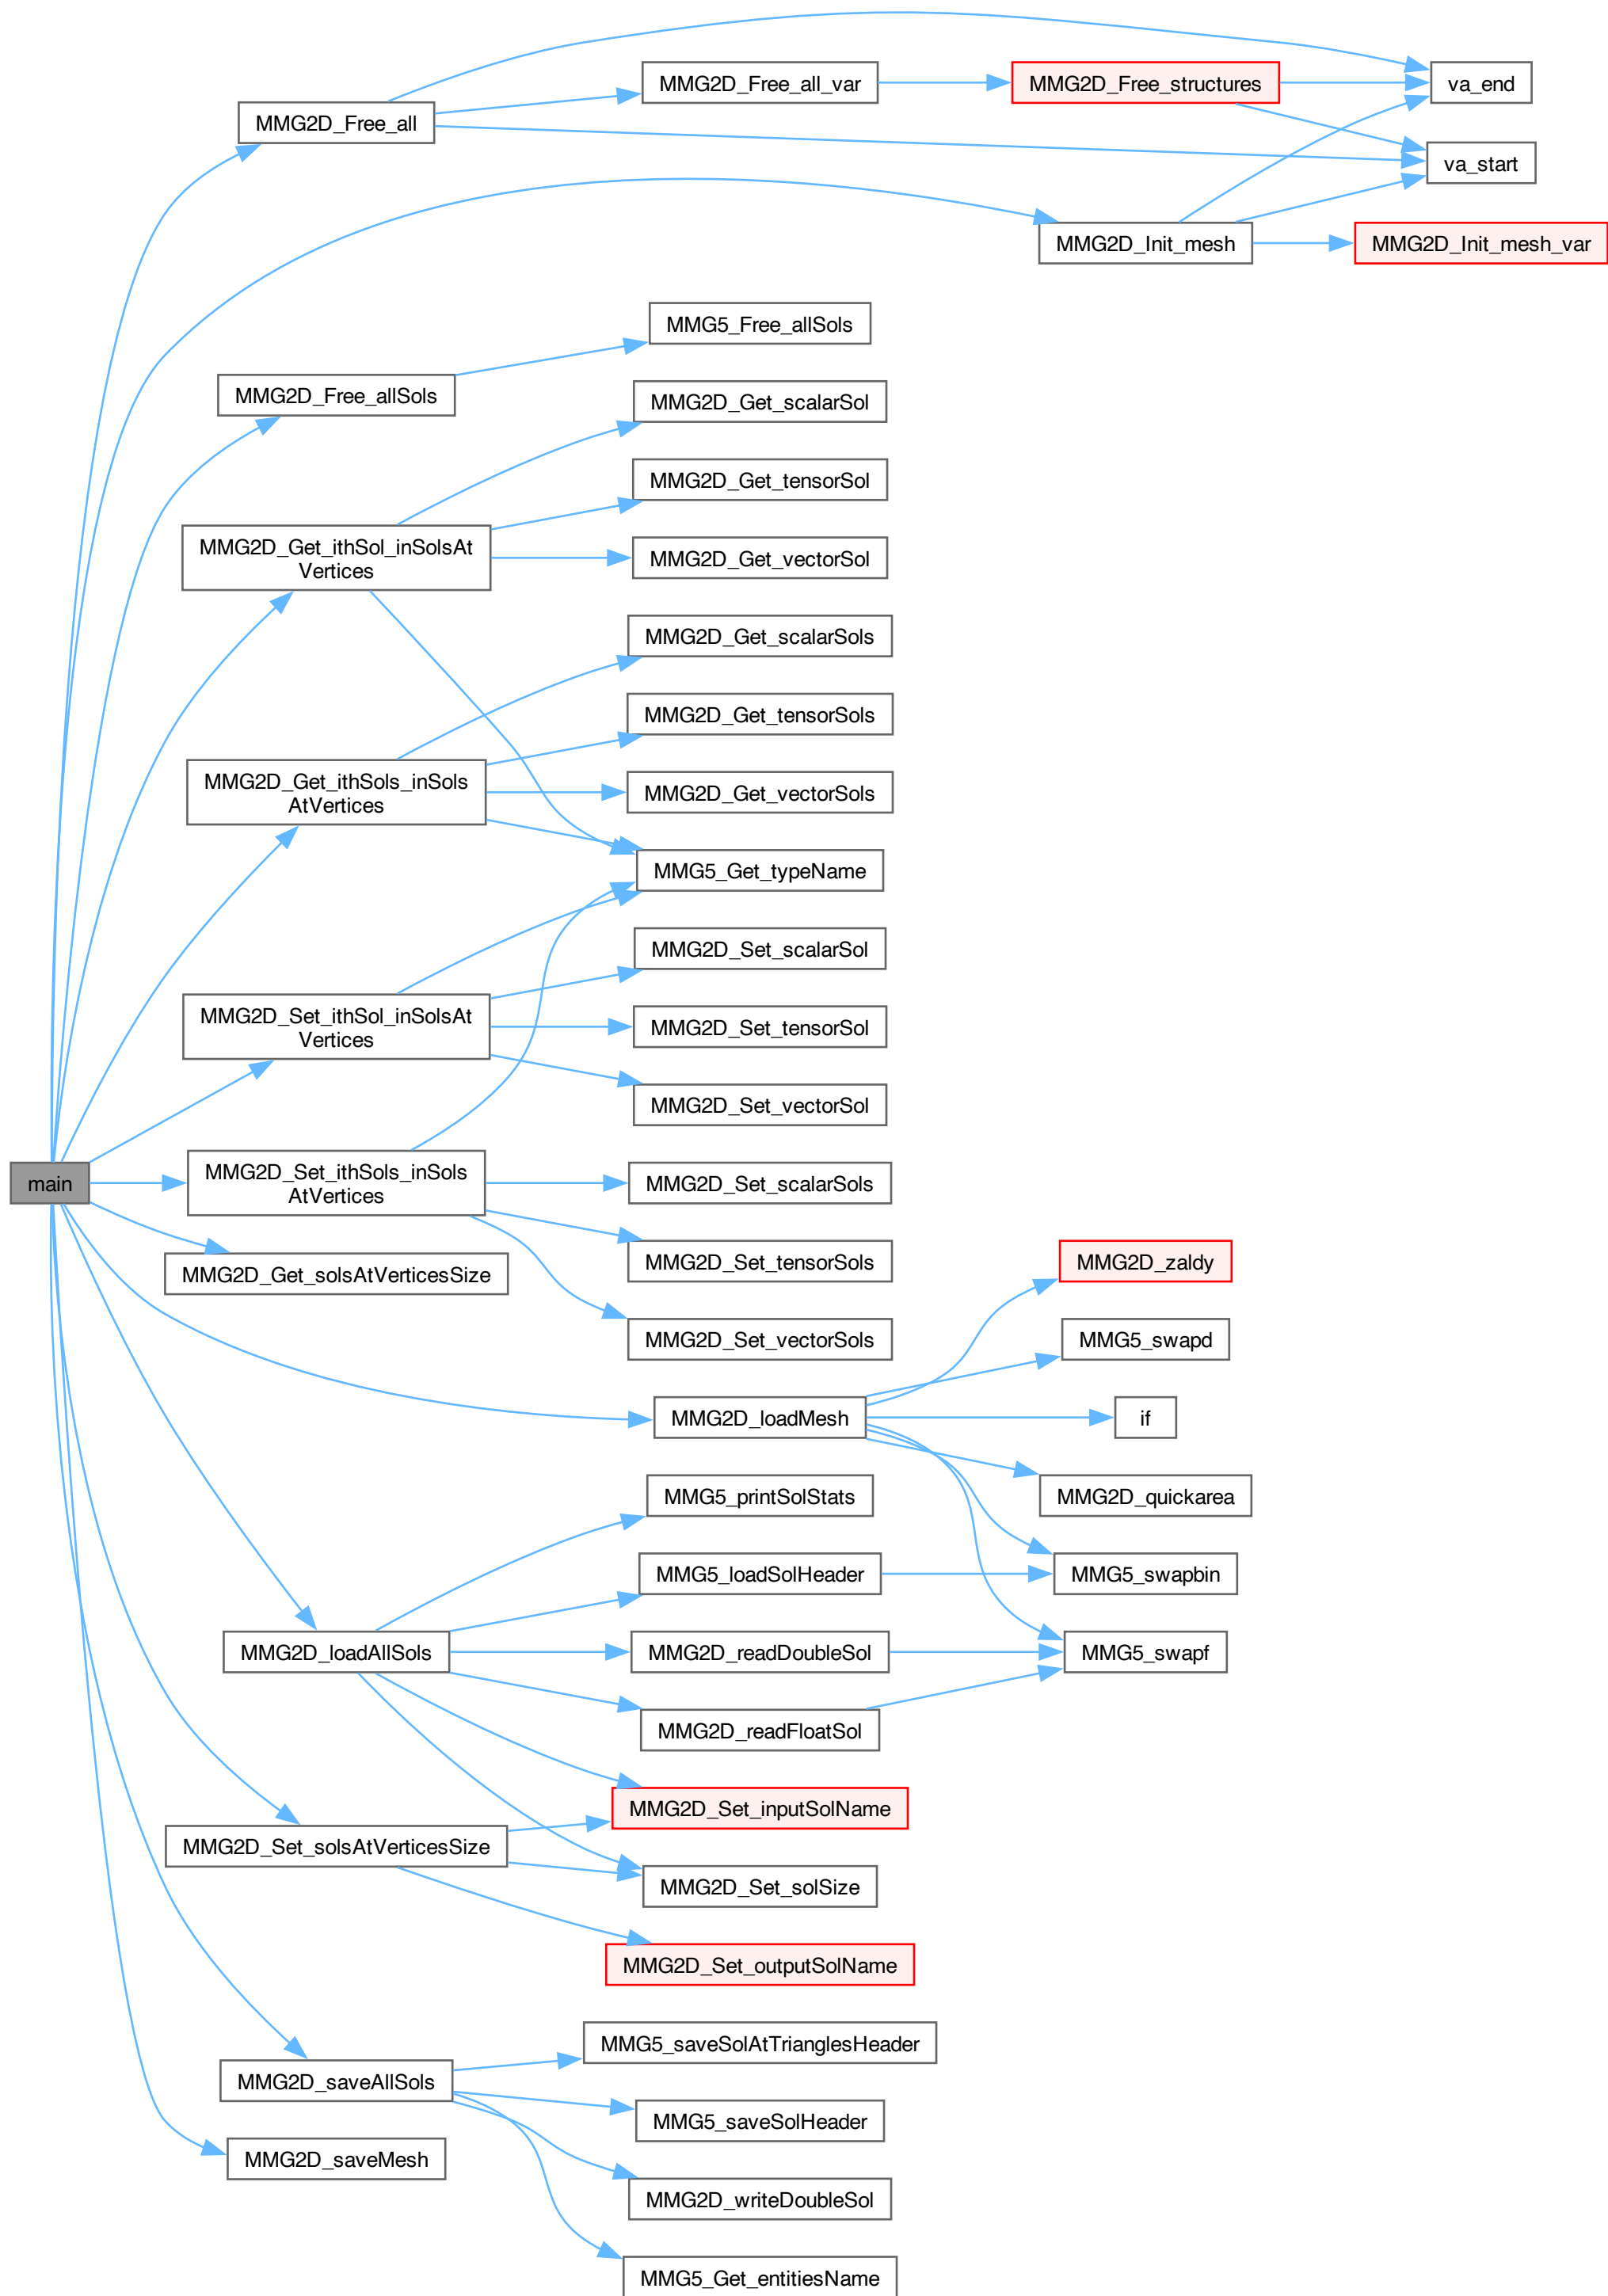 MMG2D_Free_all_var
MMG2D_Free_structures
va_end
MMG2D_Free_all
va_start
MMG2D_Init_mesh
MMG2D_Init_mesh_var
MMG5_Free_allSols
MMG2D_Free_allSols
MMG2D_Get_scalarSol
MMG2D_Get_tensorSol
MMG2D_Get_ithSol_inSolsAt
Vertices
MMG2D_Get_vectorSol
MMG2D_Get_scalarSols
MMG2D_Get_tensorSols
MMG2D_Get_ithSols_inSols
AtVertices
MMG2D_Get_vectorSols
MMG5_Get_typeName
MMG2D_Set_scalarSol
MMG2D_Set_ithSol_inSolsAt
Vertices
MMG2D_Set_tensorSol
MMG2D_Set_vectorSol
main
MMG2D_Set_ithSols_inSols
AtVertices
MMG2D_Set_scalarSols
MMG2D_Get_solsAtVerticesSize
MMG2D_Set_tensorSols
MMG2D_zaldy
MMG2D_Set_vectorSols
MMG5_swapd
MMG2D_loadMesh
if
MMG5_printSolStats
MMG2D_quickarea
MMG5_loadSolHeader
MMG5_swapbin
MMG2D_loadAllSols
MMG2D_readDoubleSol
MMG5_swapf
MMG2D_readFloatSol
MMG2D_Set_inputSolName
MMG2D_Set_solsAtVerticesSize
MMG2D_Set_solSize
MMG2D_Set_outputSolName
MMG5_saveSolAtTrianglesHeader
MMG2D_saveAllSols
MMG5_saveSolHeader
MMG2D_saveMesh
MMG2D_writeDoubleSol
MMG5_Get_entitiesName